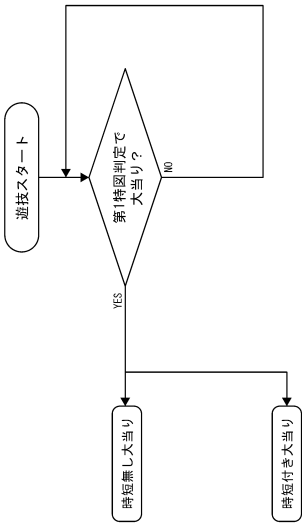 遊技スタート
第1特図判定で
大当り？
NO
YES
時短無し大当り
時短付き大当り